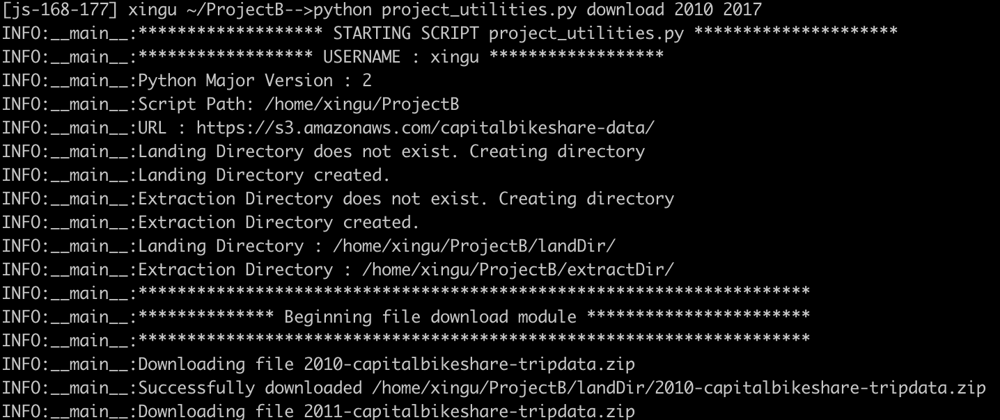 [js-168-177] xingu ~/ProjectB-->python project_utilities.py download 2010 2017
INFO:__main__:******************* STARTING SCRIPT project_utilities.py *********************
INFO:__main__:****************** USERNAME : xingu ******************
INFO:__main__:Python Major Version : 2
INFO:__main__:Script Path: /home/xingu/ProjectB
INFO:__main__:URL : https://s3.amazonaws.com/capitalbikeshare-data/
INFO:__main__:Landing Directory does not exist. Creating directory
INFO:__main__:Landing Directory created.
INFO:__main__:Extraction Directory does not exist. Creating directory
INFO:__main__:Extraction Directory created.
INFO:__main__:Landing Directory : /home/xingu/ProjectB/landDir/
INFO:__main__:Extraction Directory : /home/xingu/ProjectB/extractDir/
INFO:__main__:*********************************************************************
INFO:__main__:************** Beginning file download module ***********************
INFO:__main__:*********************************************************************
INFO:__main__:Downloading file 2010-capitalbikeshare-tripdata.zip
INFO:__main__:Successfully downloaded /home/xingu/ProjectB/landDir/2010-capitalbikeshare-tripdata.zip
INFO:__main__:Downloading file 2011-capitalbikeshare-tripdata.zip